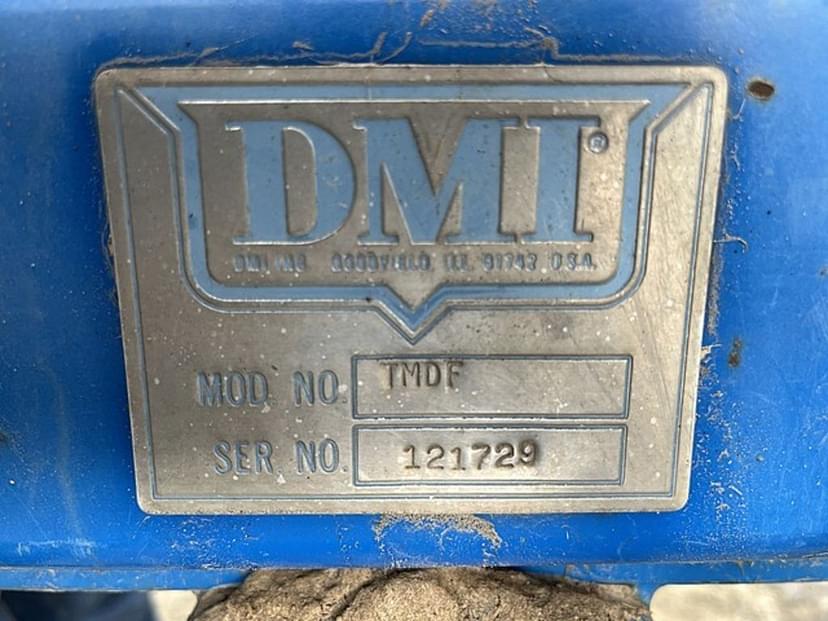 DMI®
DMI INC GOODFIELD, ILL. 61742 U.S.A.
MOD. NO. TMDF
SER. NO. 121729